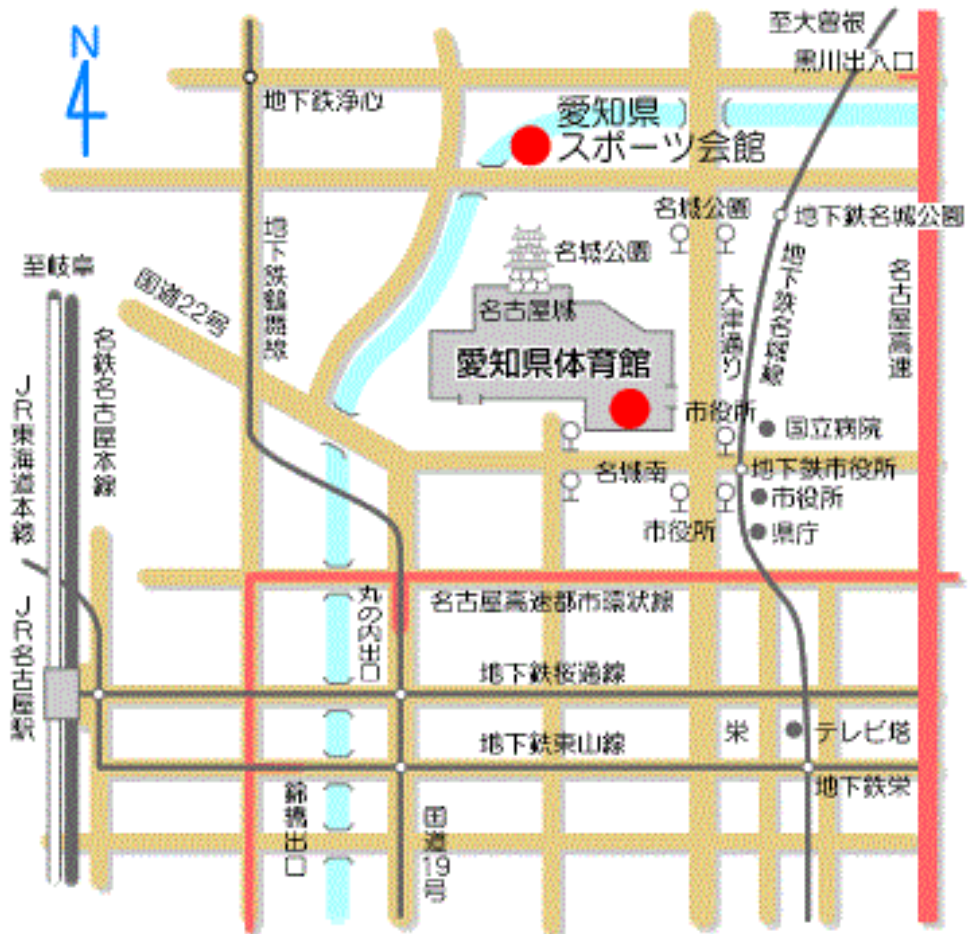 至大曽根
N
黒川出入口
地下鉄浄心
愛知県
スポーツ会館
名城公園
地下鉄名城公園
地下鉄鶴舞線
名城公園
至岐阜
国道22号
名古屋城
大津通り
地下鉄名城線
名古屋高速
名鉄名古屋本線
愛知県体育館
JR東海道本線
市役所
国立病院
名城南
地下鉄市役所
市役所
市役所
県庁
丸の内出口
名古屋高速都市環状線
JR名古屋駅
地下鉄桜通線
地下鉄東山線
栄
テレビ塔
地下鉄栄
錦橋出口
国道19号